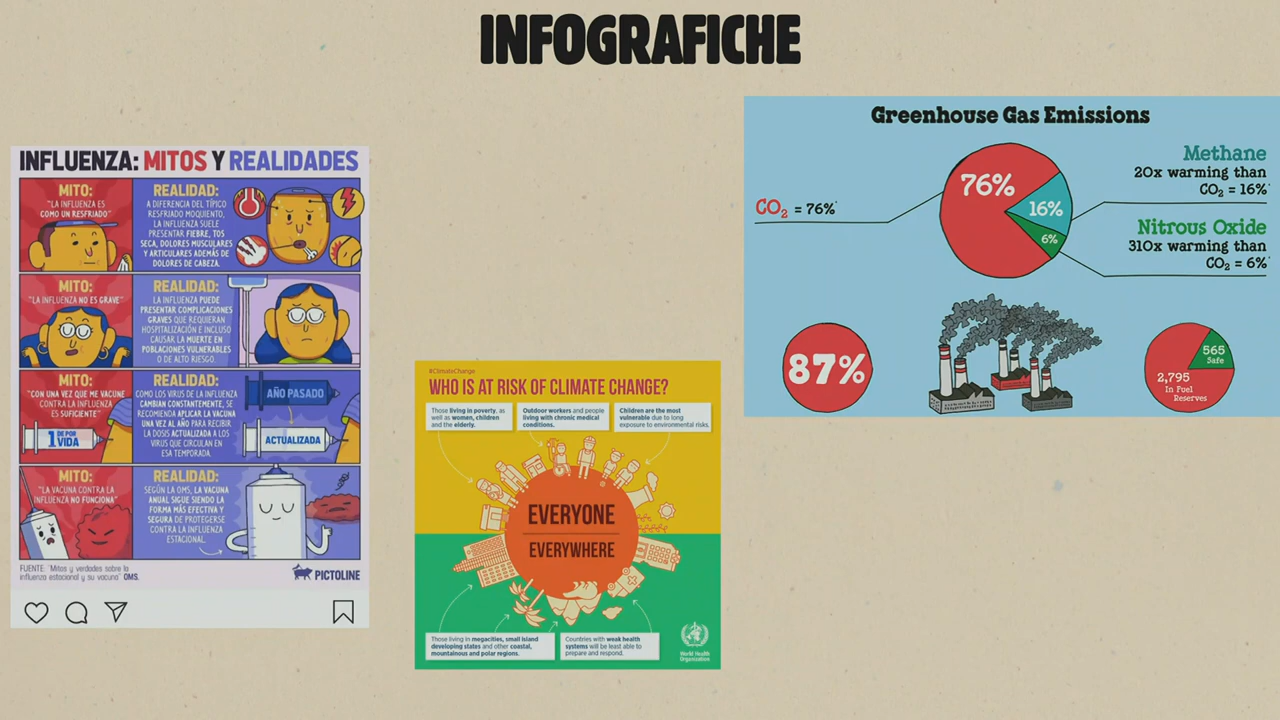 INFOGRAFICHE
INFLUENZA: MITOS Y REALIDADES
MITO:
"LA INFLUENZA ES
COMO UN RESFRIADO"
REALIDAD:
A DIFERENCIA DEL TÍPICO
RESFRIADO MOQUIENTO,
LA INFLUENZA SUELE
PRESENTAR FIEBRE, TOS
SECA, DOLORES MUSCULARES
Y ARTICULARES ADEMÁS DE
DOLORES DE CABEZA.
MITO:
"LA INFLUENZA NO ES GRAVE"
REALIDAD:
LA INFLUENZA PUEDE
PRESENTAR COMPLICACIONES
GRAVES QUE REQUIERAN
HOSPITALIZACIÓN E INCLUSO
CAUSAR LA MUERTE EN
POBLACIONES VULNERABLES
O DE ALTO RIESGO.
MITO:
"CON UNA VEZ QUE ME VACUNE
CONTRA LA INFLUENZA
ES SUFICIENTE"
1 DE POR
VIDA
REALIDAD:
COMO LOS VIRUS DE LA INFLUENZA
CAMBIAN CONSTANTEMENTE, SE
RECOMIENDA APLICAR LA VACUNA
UNA VEZ AL AÑO PARA RECIBIR
LA DOSIS ACTUALIZADA A LOS
VIRUS QUE CIRCULAN EN
ESA TEMPORADA.
AÑO PASADO
ACTUALIZADA
MITO:
"LA VACUNA CONTRA LA
INFLUENZA NO FUNCIONA"
REALIDAD:
SEGÚN LA OMS, LA VACUNA
ANUAL SIGUE SIENDO LA
FORMA MÁS EFECTIVA Y
SEGURA DE PROTEGERSE
CONTRA LA INFLUENZA
ESTACIONAL.
FUENTE: "Mitos y verdades sobre la
influenza estacional y su vacuna" OMS.
PICTOLINE
#ClimateChange
WHO IS AT RISK OF CLIMATE CHANGE?
Those living in poverty, as
well as women, children
and the elderly.
Outdoor workers and people
living with chronic medical
conditions.
Children are the most
vulnerable due to long
exposure to environmental risks.
EVERYONE
EVERYWHERE
Those living in megacities, small island
developing states and other coastal,
mountainous and polar regions.
Countries with weak health
systems will be least able to
prepare and respond.
World Health
Organization
Greenhouse Gas Emissions
CO₂ = 76%*
76%
16%
6%
Methane
20x warming than
CO₂ = 16%*
Nitrous Oxide
310x warming than
CO₂ = 6%*
87%
565
Safe
2,795
In Fuel
Reserves